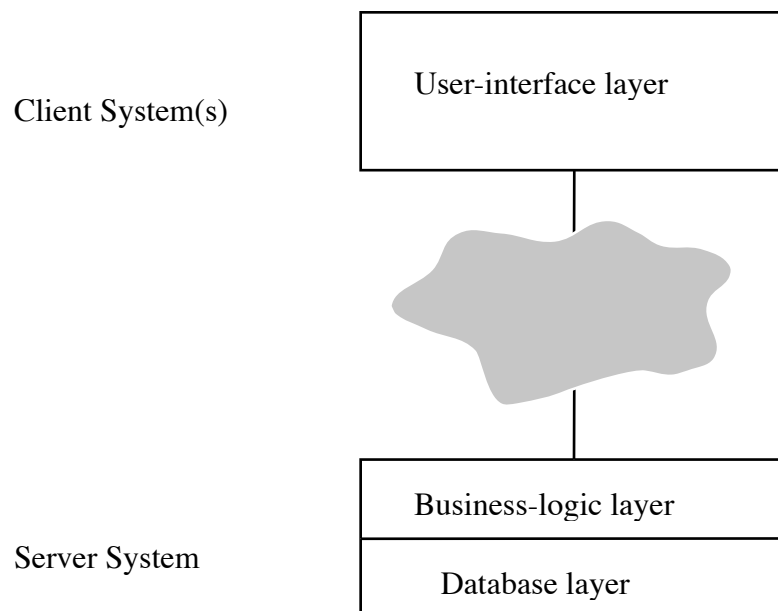 User-interface layer
Client System(s)
Business-logic layer
Server System
Database layer